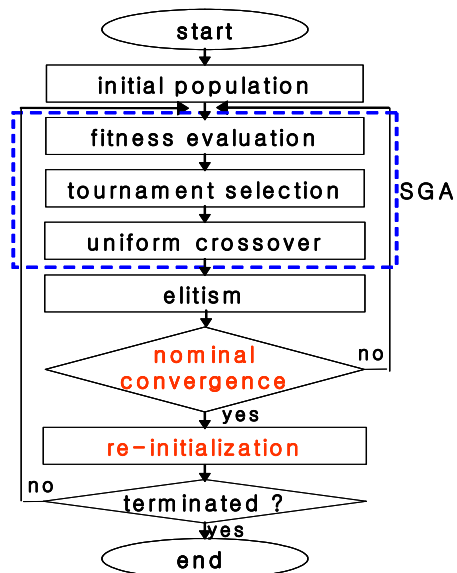 start
initial population
fitness evaluation
tournament selection
SGA
uniform crossover
elitism
nominal
convergence
no
yes
re-initialization
no
terminated ?
yes
end